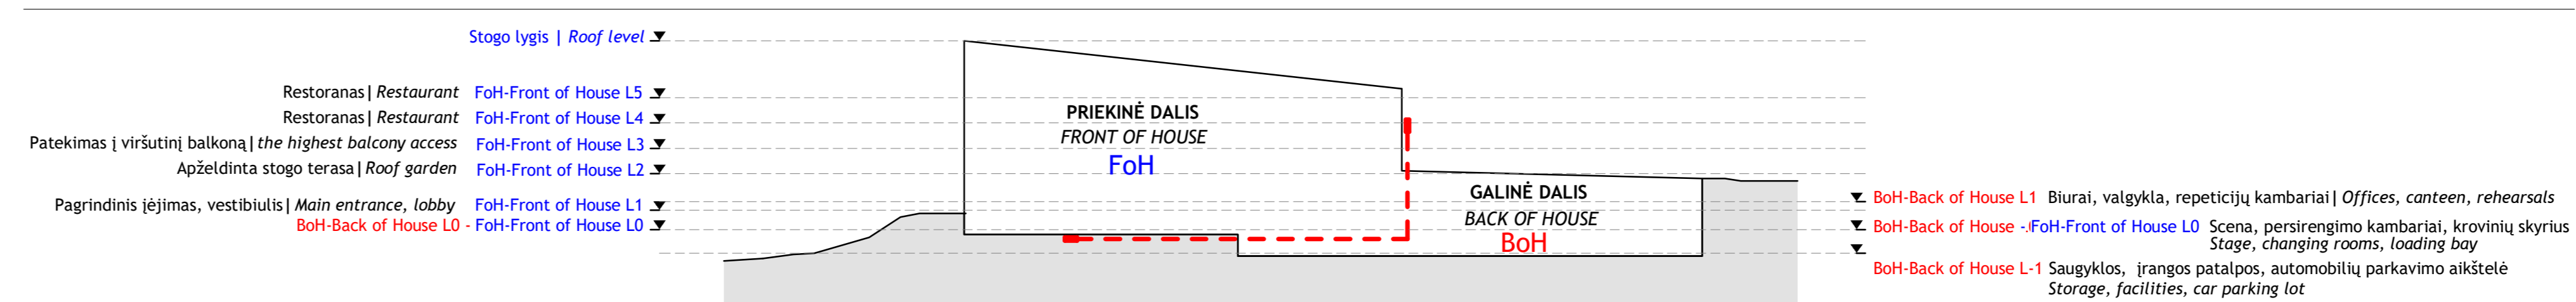 Stogo lygis | Roof level
Restoranas| Restaurant FoH-Front of House L5
Restoranas| Restaurant FoH-Front of House L4
Patekimas į viršutinį balkoną| the highest balcony access FoH-Front of House L3
Apželdinta stogo terasa| Roof garden FoH-Front of House L2
Pagrindinis įėjimas, vestibiulis| Main entrance, lobby FoH-Front of House L1
BoH-Back of House L0 - FoH-Front of House L0
PRIEKINĖ DALIS
FRONT OF HOUSE
FoH
GALINĖ DALIS
BACK OF HOUSE
BoH
BoH-Back of House L1 Biurai, valgykla, repeticijų kambariai| Offices, canteen, rehearsals
BoH-Back of House -FoH-Front of House L0 Scena, persirengimo kambariai, krovinių skyrius
Stage, changing rooms, loading bay
BoH-Back of House L-1 Saugyklos, įrangos patalpos, automobilių parkavimo aikštelė
Storage, facilities, car parking lot